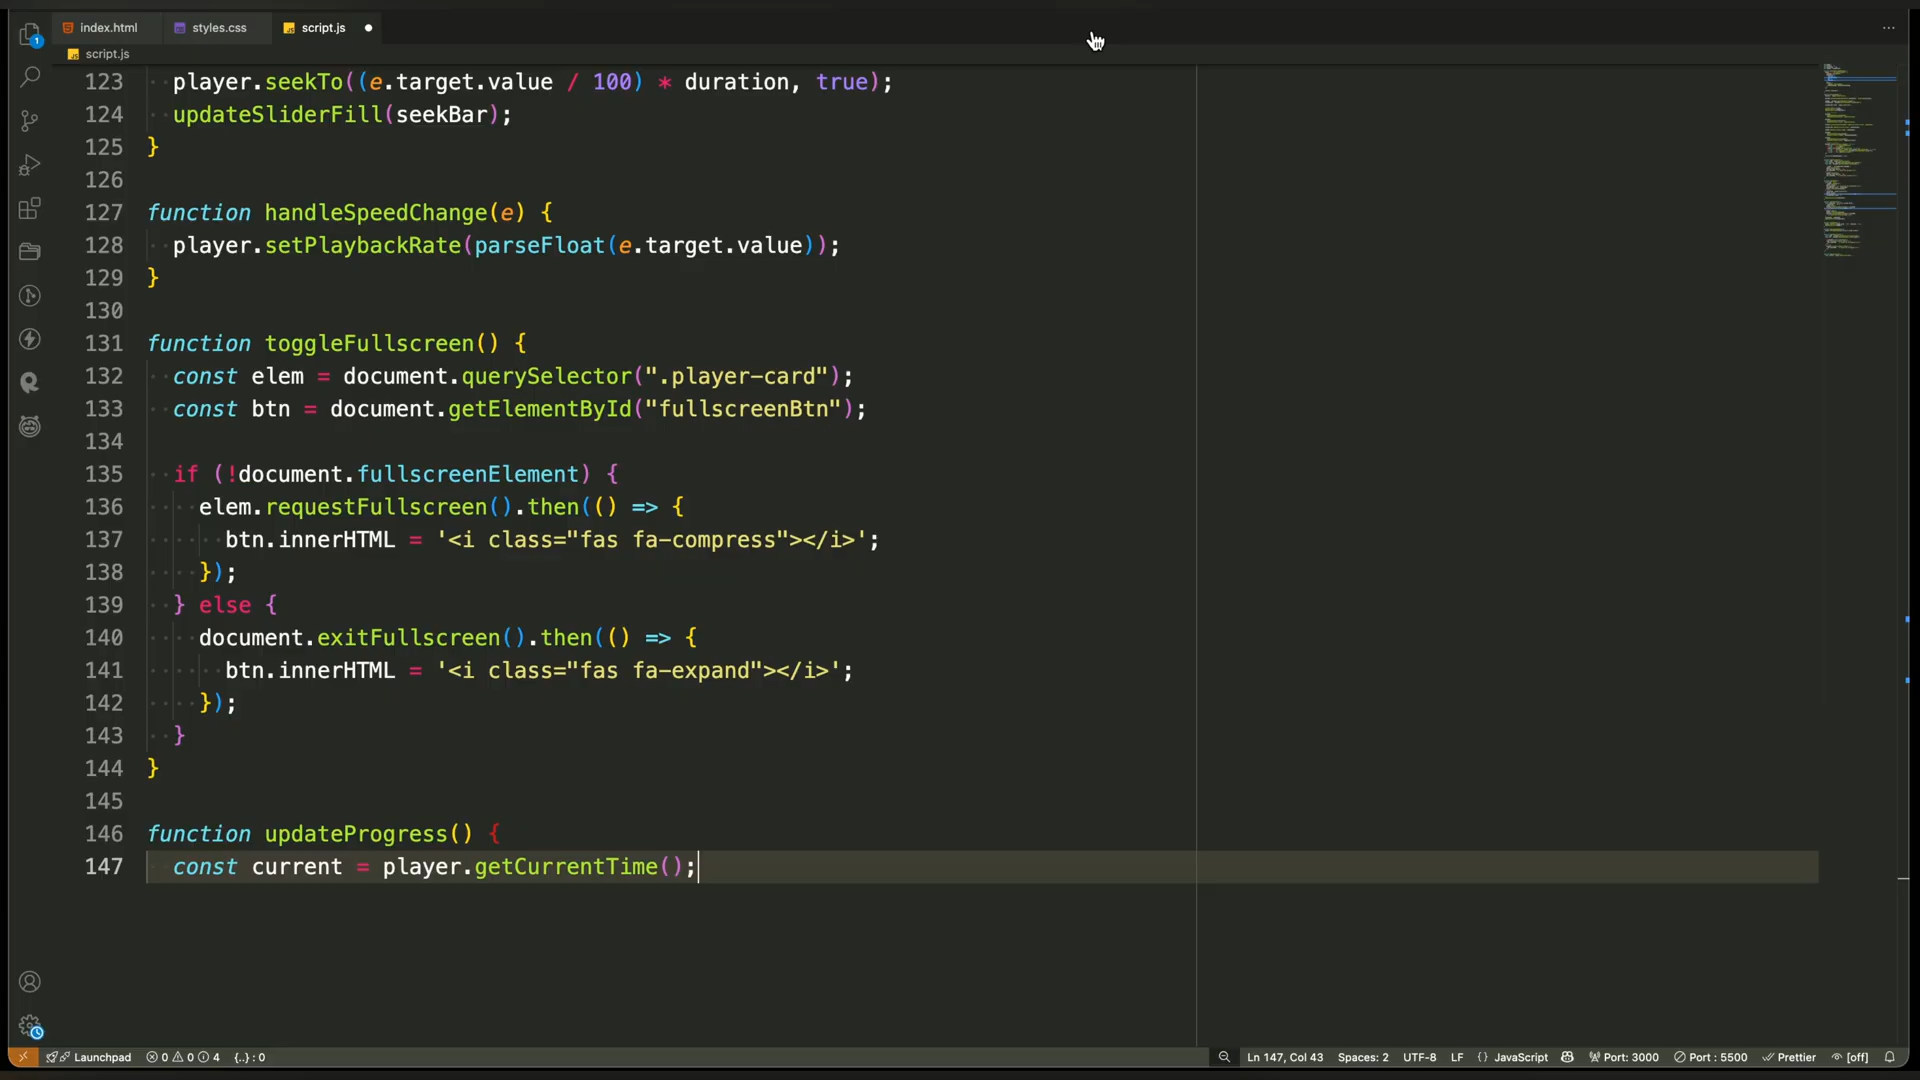 index.html styles.css script.js
script.js
123 player.seekTo((e.target.value / 100) * duration, true);
124 updateSliderFill(seekBar);
125 }
126
127 function handleSpeedChange(e) {
128 player.setPlaybackRate(parseFloat(e.target.value));
129 }
130
131 function toggleFullscreen() {
132 const elem = document.querySelector(".player-card");
133 const btn = document.getElementById("fullscreenBtn");
134
135 if (!document.fullscreenElement) {
136 elem.requestFullscreen().then(() => {
137 btn.innerHTML = '<i class="fas fa-compress"></i>';
138 });
139 } else {
140 document.exitFullscreen().then(() => {
141 btn.innerHTML = '<i class="fas fa-expand"></i>';
142 });
143 }
144 }
145
146 function updateProgress() {
147 const current = player.getCurrentTime();
Launchpad 0 0 4 {..} : 0 Ln 147, Col 43 Spaces: 2 UTF-8 LF {} JavaScript Port: 3000 Port : 5500 Prettier [off]